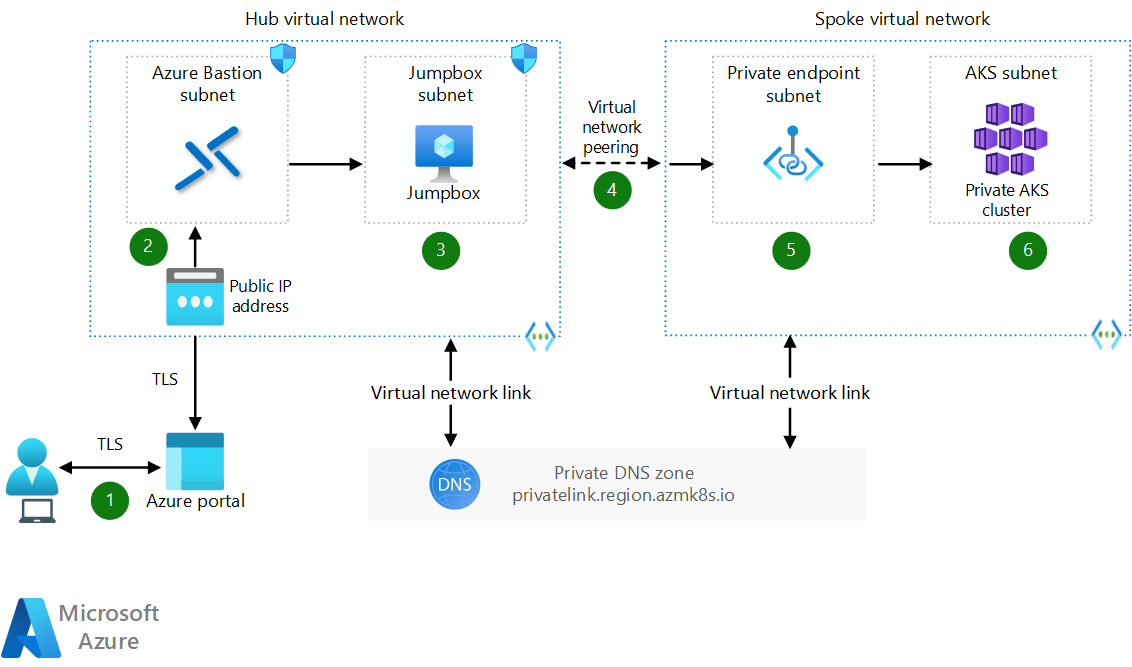 Hub virtual network
Spoke virtual network
Azure Bastion
subnet
Jumpbox
subnet
Jumpbox
Virtual
network
peering
Private endpoint
subnet
AKS subnet
Private AKS
cluster
2
3
4
5
6
Public IP
address
TLS
Virtual network link
Virtual network link
TLS
1
Azure portal
DNS
Private DNS zone
privatelink.region.azmk8s.io
Microsoft
Azure